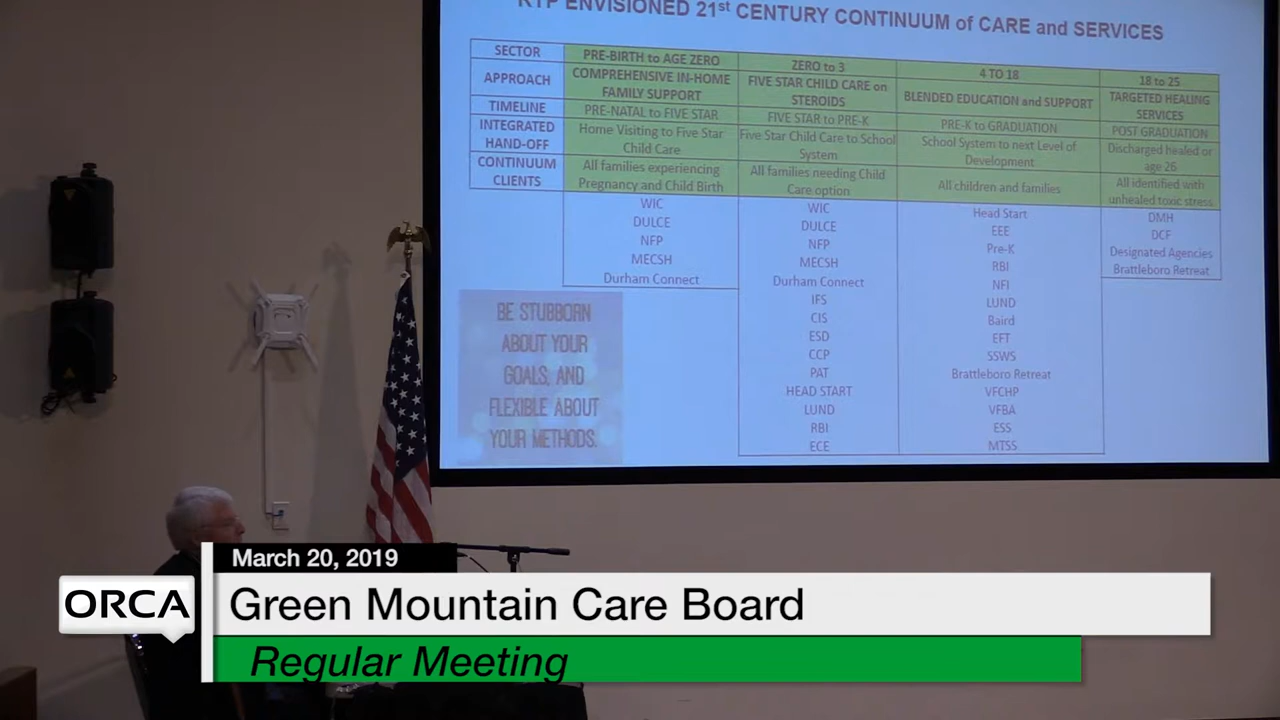 RTP ENVISIONED 21st CENTURY CONTINUUM of CARE and SERVICES
SECTOR PRE-BIRTH to AGE ZERO ZERO to 3 4 TO 18 18 to 25
APPROACH COMPREHENSIVE IN-HOME FAMILY SUPPORT FIVE STAR CHILD CARE on STEROIDS BLENDED EDUCATION and SUPPORT TARGETED HEALING SERVICES
TIMELINE PRE-NATAL to FIVE STAR FIVE STAR to PRE-K PRE-K to GRADUATION POST GRADUATION
INTEGRATED HAND-OFF Home Visiting to Five Star Child Care Five Star Child Care to School System School System to next Level of Development Discharged healed or age 26
CONTINUUM CLIENTS All families experiencing Pregnancy and Child Birth All families needing Child Care option All children and families All identified with unhealed toxic stress
WIC
DULCE
NFP
MECSH
Durham Connect
WIC
DULCE
NFP
MECSH
Durham Connect
IFS
CIS
ESD
CCP
PAT
HEAD START
LUND
RBI
ECE
Head Start
EEE
Pre-K
RBI
NFI
LUND
Baird
EFT
SSWS
Brattleboro Retreat
VFCHP
VFBA
ESS
MTSS
DMH
DCF
Designated Agencies
Brattleboro Retreat
BE STUBBORN
ABOUT YOUR
GOALS, AND
FLEXIBLE ABOUT
YOUR METHODS.
March 20, 2019
ORCA
Green Mountain Care Board
Regular Meeting